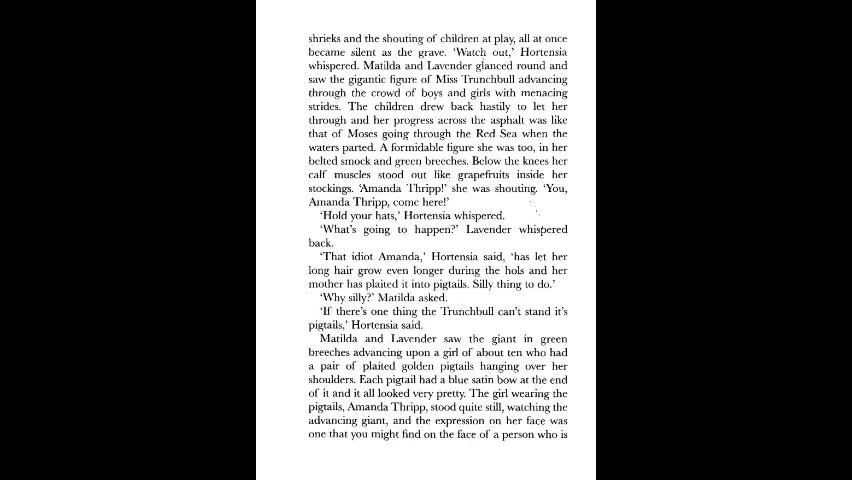 shrieks and the shouting of children at play, all at once
became silent as the grave. ‘Watch out,’ Hortensia
whispered. Matilda and Lavender glanced round and
saw the gigantic figure of Miss Trunchbull advancing
through the crowd of boys and girls with menacing
strides. The children drew back hastily to let her
through and her progress across the asphalt was like
that of Moses going through the Red Sea when the
waters parted. A formidable figure she was too, in her
belted smock and green breeches. Below the knees her
calf muscles stood out like grapefruits inside her
stockings. ‘Amanda Thripp!’ she was shouting. ‘You,
Amanda Thripp, come here!’
‘Hold your hats,’ Hortensia whispered.
‘What’s going to happen?’ Lavender whispered
back.
‘That idiot Amanda,’ Hortensia said, ‘has let her
long hair grow even longer during the hols and her
mother has plaited it into pigtails. Silly thing to do.’
‘Why silly?’ Matilda asked.
‘If there’s one thing the Trunchbull can’t stand it’s
pigtails,’ Hortensia said.
Matilda and Lavender saw the giant in green
breeches advancing upon a girl of about ten who had
a pair of plaited golden pigtails hanging over her
shoulders. Each pigtail had a blue satin bow at the end
of it and it all looked very pretty. The girl wearing the
pigtails, Amanda Thripp, stood quite still, watching the
advancing giant, and the expression on her face was
one that you might find on the face of a person who is